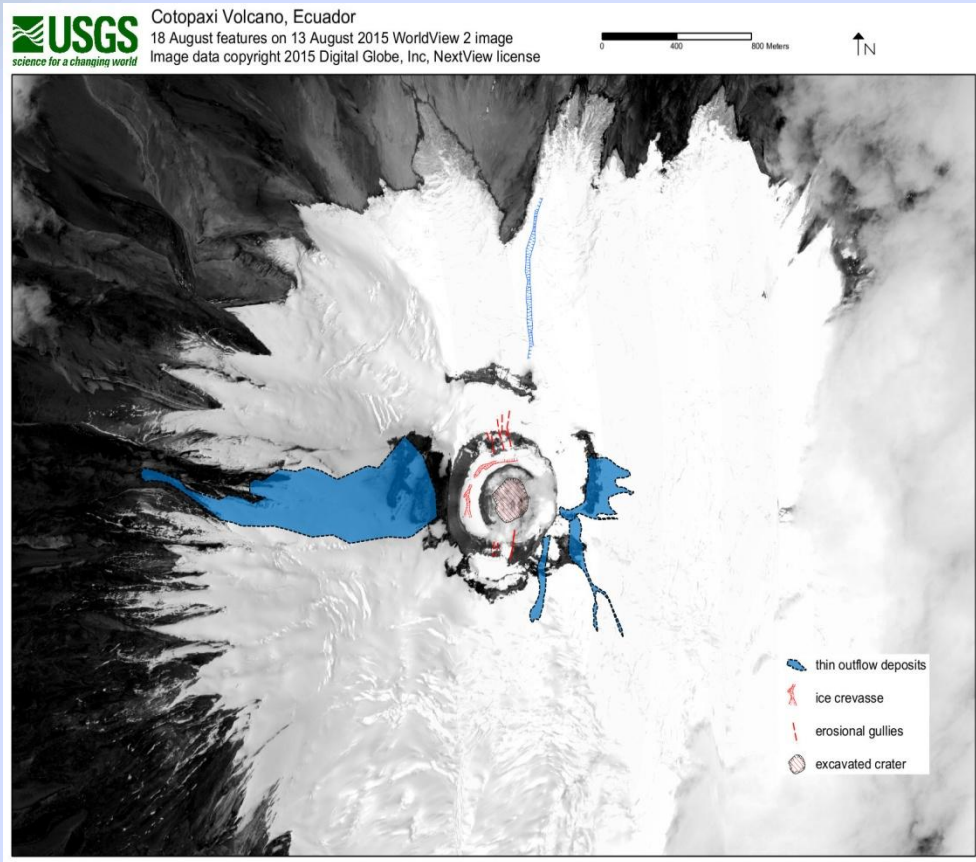 USGS
science for a changing world
Cotopaxi Volcano, Ecuador
18 August features on 13 August 2015 WorldView 2 image
Image data copyright 2015 Digital Globe, Inc, NextView license
0 400 800 Meters
N
thin outflow deposits
ice crevasse
erosional gullies
excavated crater